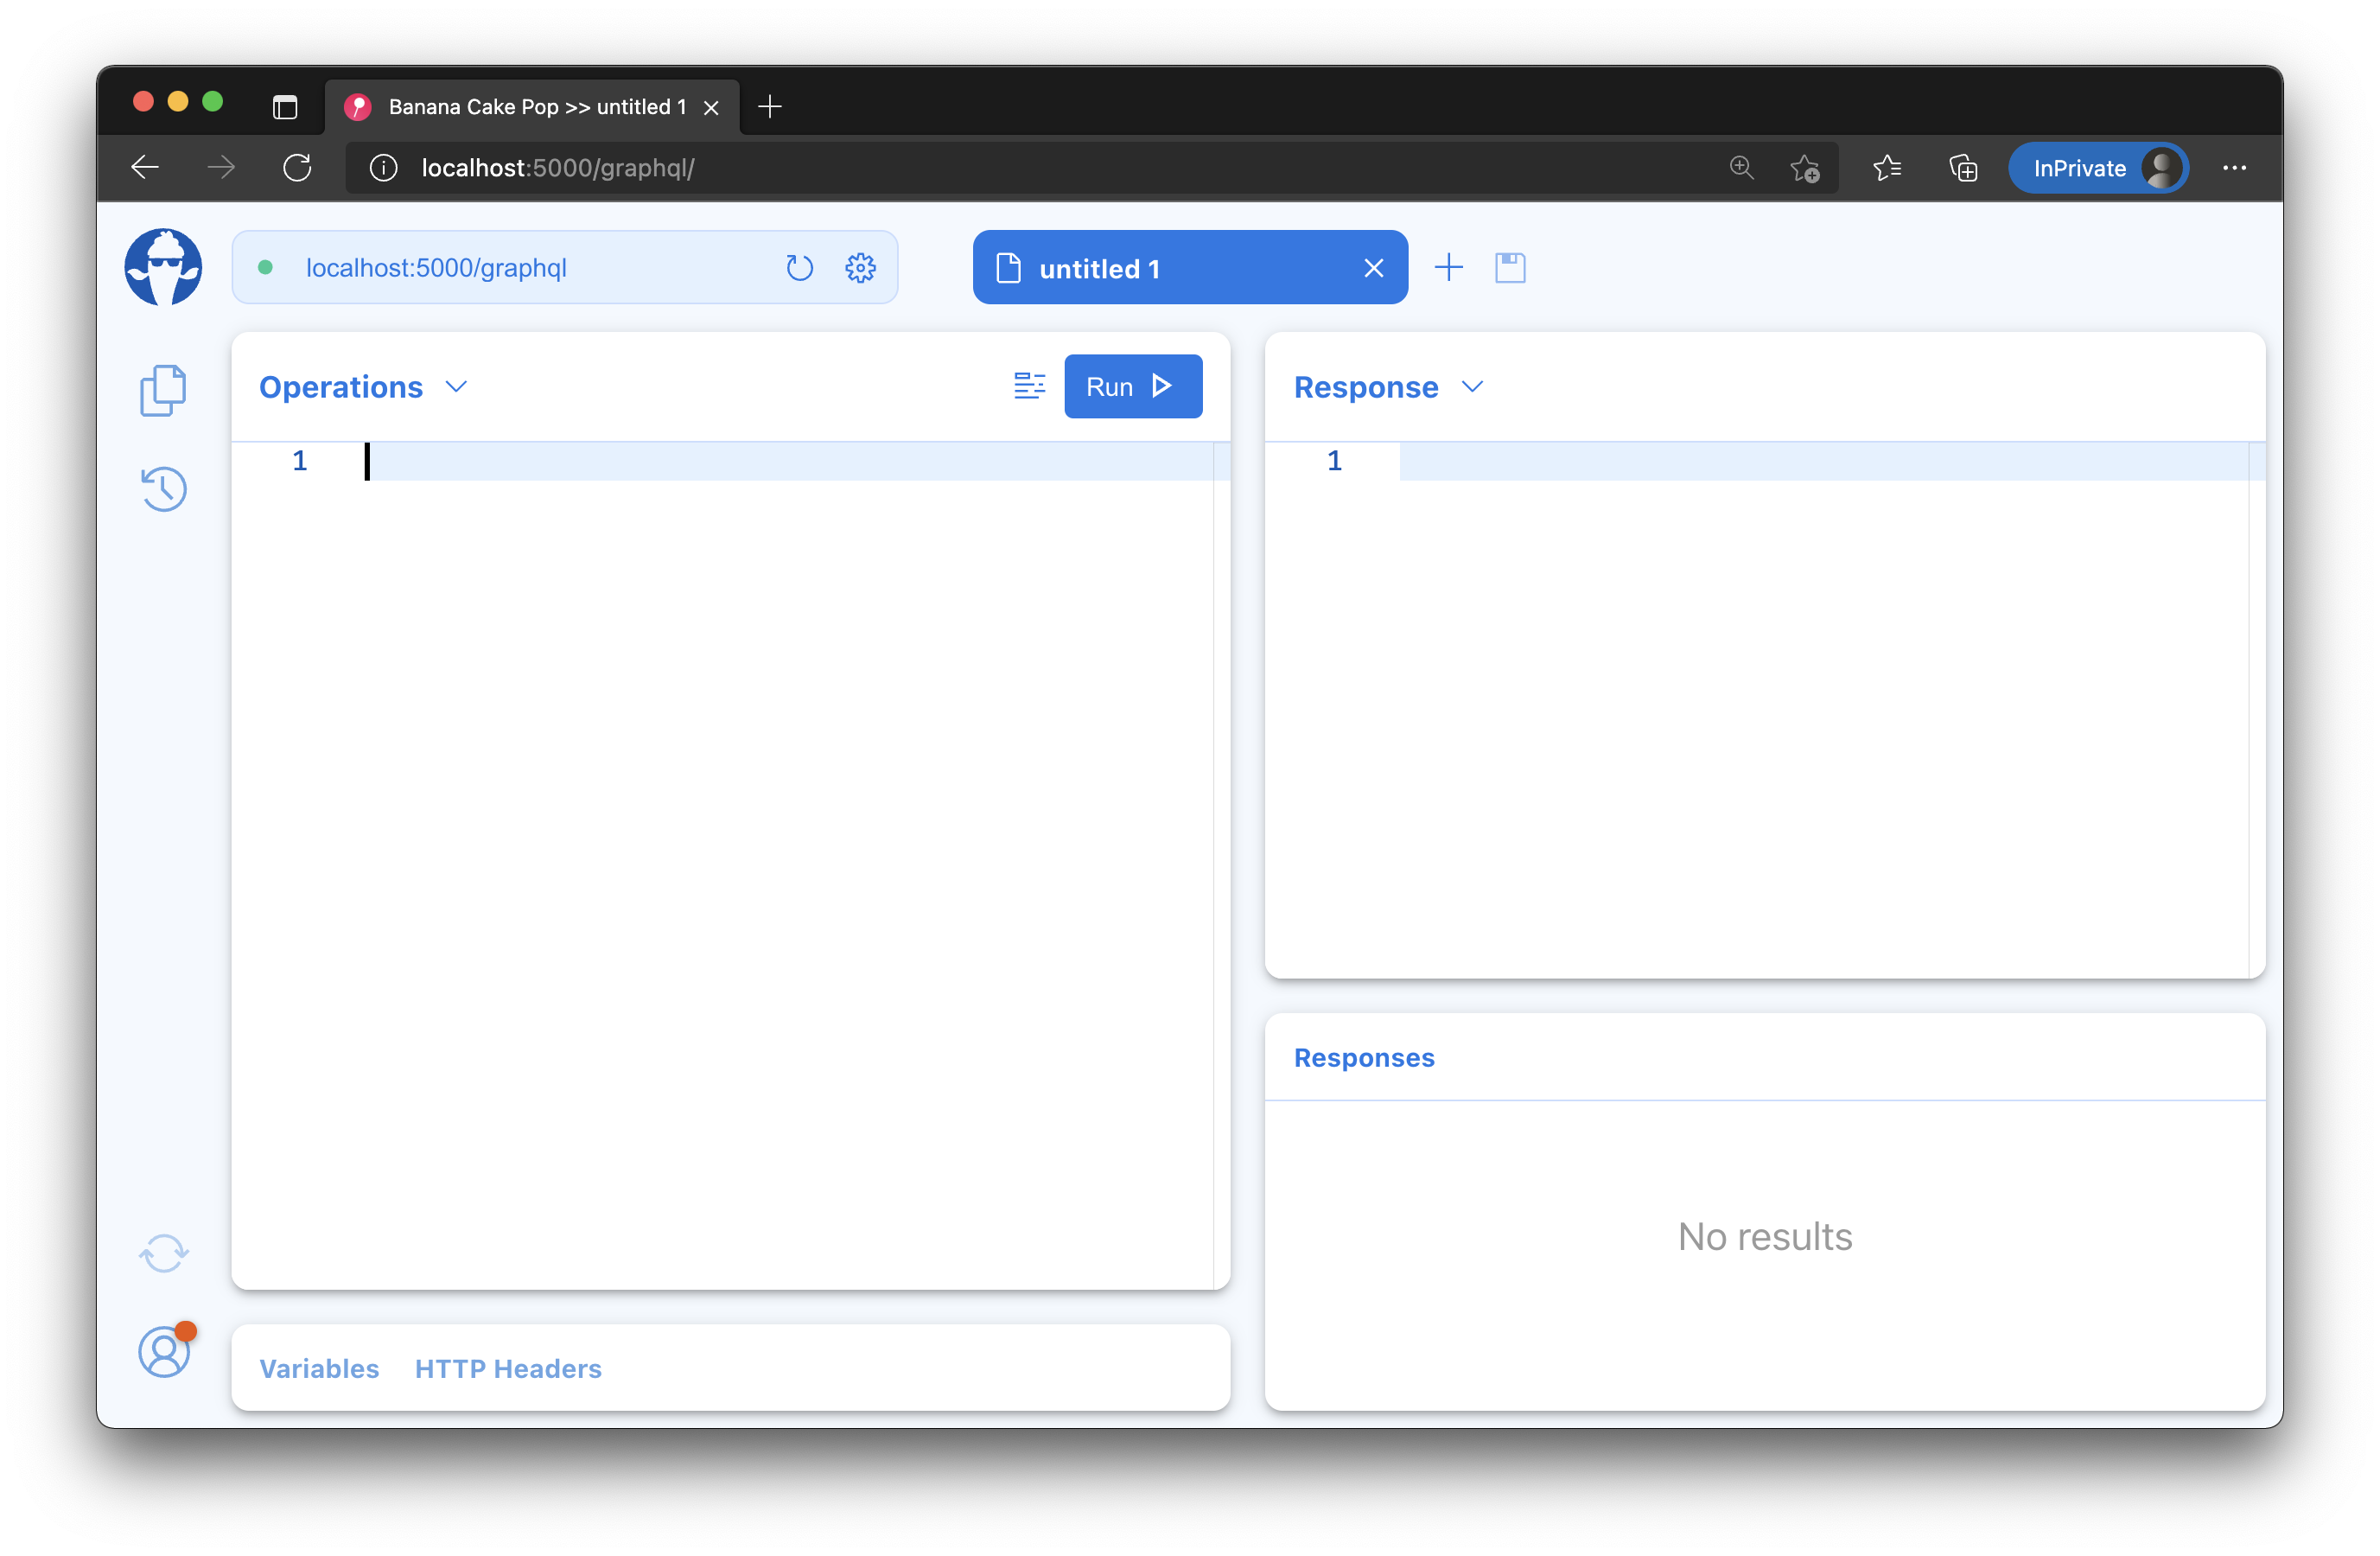 Banana Cake Pop >> untitled 1
localhost:5000/graphql/
InPrivate
localhost:5000/graphql
untitled 1
Operations
Run
Response
1
1
Responses
No results
Variables HTTP Headers